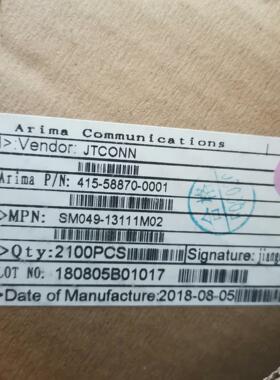 Arima Communications
>:Vendor: JTCONN
Arima P/N: 415-58870-0001
>MPN: SM049-13111M02
>Qty:2100PCS Signature:
LOT NO: 180805B01017
>Date of Manufacture:2018-08-05